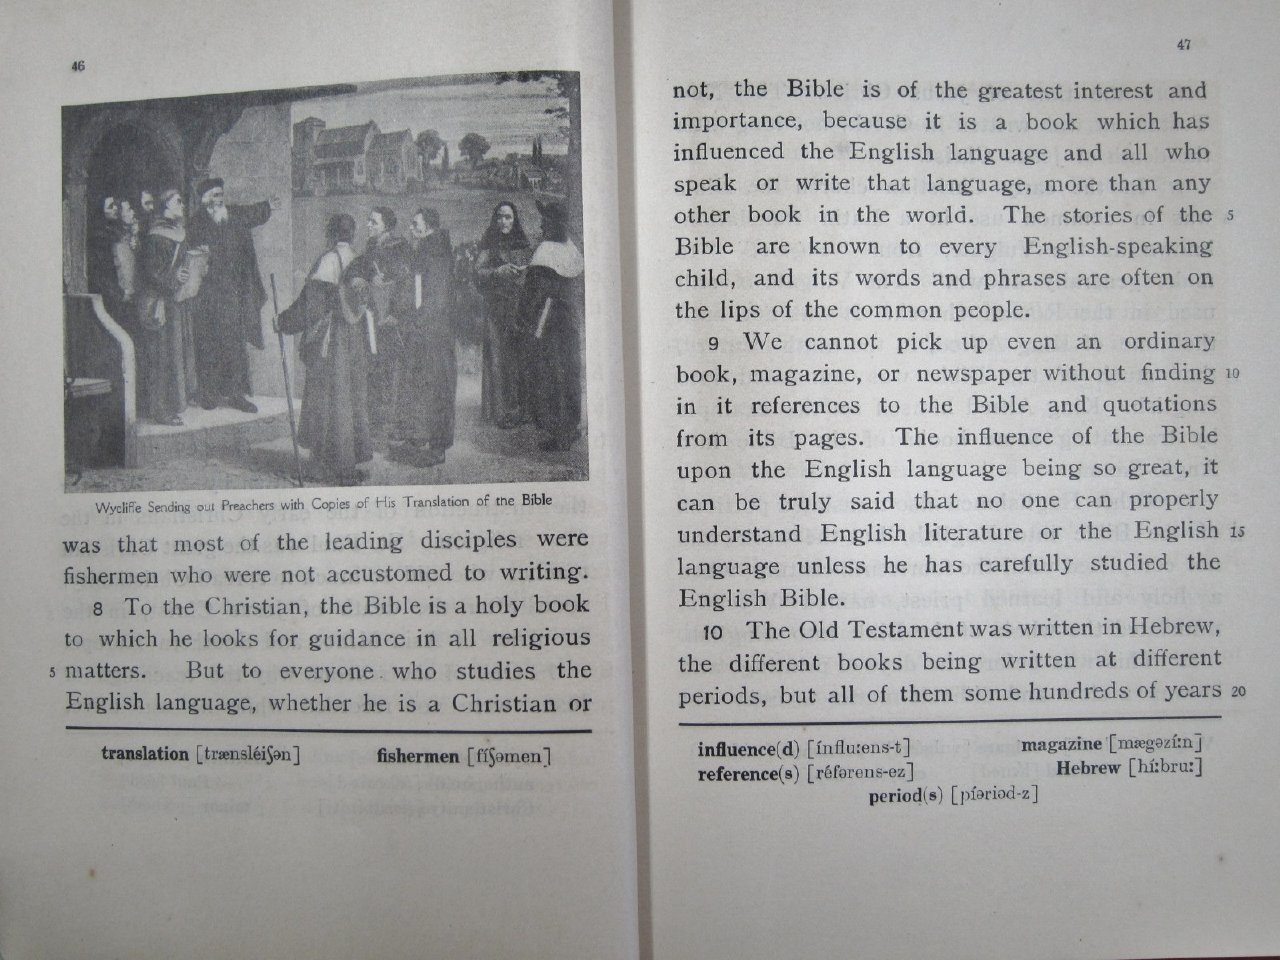 46
Wycliffe Sending out Preachers with Copies of His Translation of the Bible
was that most of the leading disciples were
fishermen who were not accustomed to writing.
8 To the Christian, the Bible is a holy book
to which he looks for guidance in all religious
5 matters. But to everyone who studies the
English language, whether he is a Christian or
translation [trænsléiʃən] fishermen [fíʃəmen]
47
not, the Bible is of the greatest interest and
importance, because it is a book which has
influenced the English language and all who
speak or write that language, more than any
other book in the world. The stories of the 5
Bible are known to every English-speaking
child, and its words and phrases are often on
the lips of the common people.
9 We cannot pick up even an ordinary
book, magazine, or newspaper without finding 10
in it references to the Bible and quotations
from its pages. The influence of the Bible
upon the English language being so great, it
can be truly said that no one can properly
understand English literature or the English 15
language unless he has carefully studied the
English Bible.
10 The Old Testament was written in Hebrew,
the different books being written at different
periods, but all of them some hundreds of years 20
influence(d) [ínfluːens-t] magazine [mægəzíːn]
reference(s) [réfərens-ez] Hebrew [híːbruː]
period(s) [píəriəd-z]